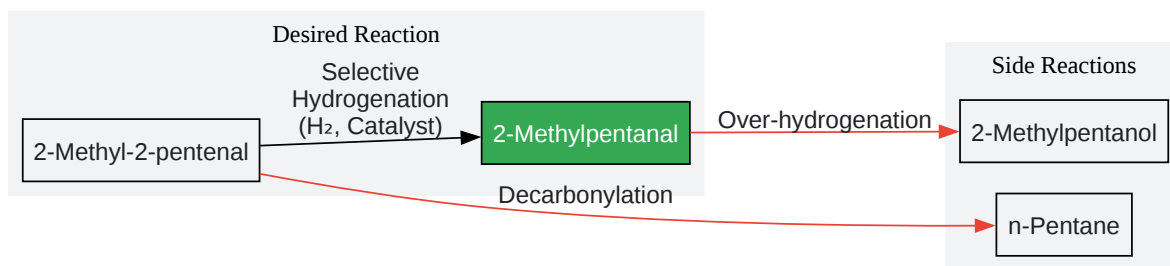 Desired Reaction
Side Reactions
Selective
Hydrogenation
(H₂, Catalyst)
2-Methyl-2-pentenal
2-Methylpentanal
Over-hydrogenation
2-Methylpentanol
Decarbonylation
n-Pentane